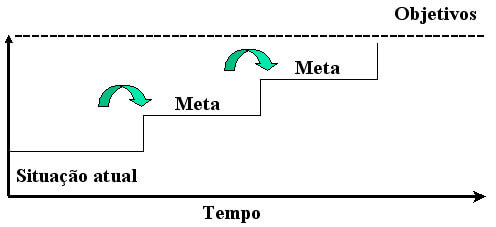 Objetivos
Meta
Meta
Situação atual
Tempo